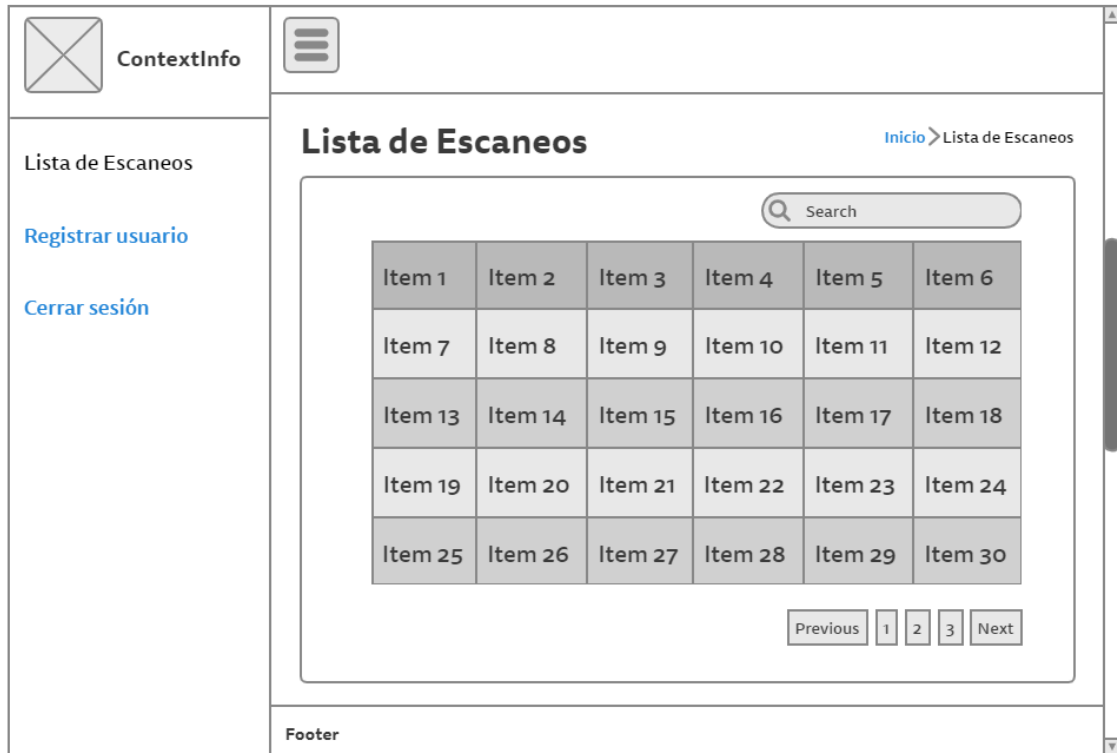 ContextInfo
Lista de Escaneos
Registrar usuario
Cerrar sesión
Lista de Escaneos
Inicio Lista de Escaneos
Search
Item 1 Item 2 Item 3 Item 4 Item 5 Item 6
Item 7 Item 8 Item 9 Item 10 Item 11 Item 12
Item 13 Item 14 Item 15 Item 16 Item 17 Item 18
Item 19 Item 20 Item 21 Item 22 Item 23 Item 24
Item 25 Item 26 Item 27 Item 28 Item 29 Item 30
Previous 1 2 3 Next
Footer